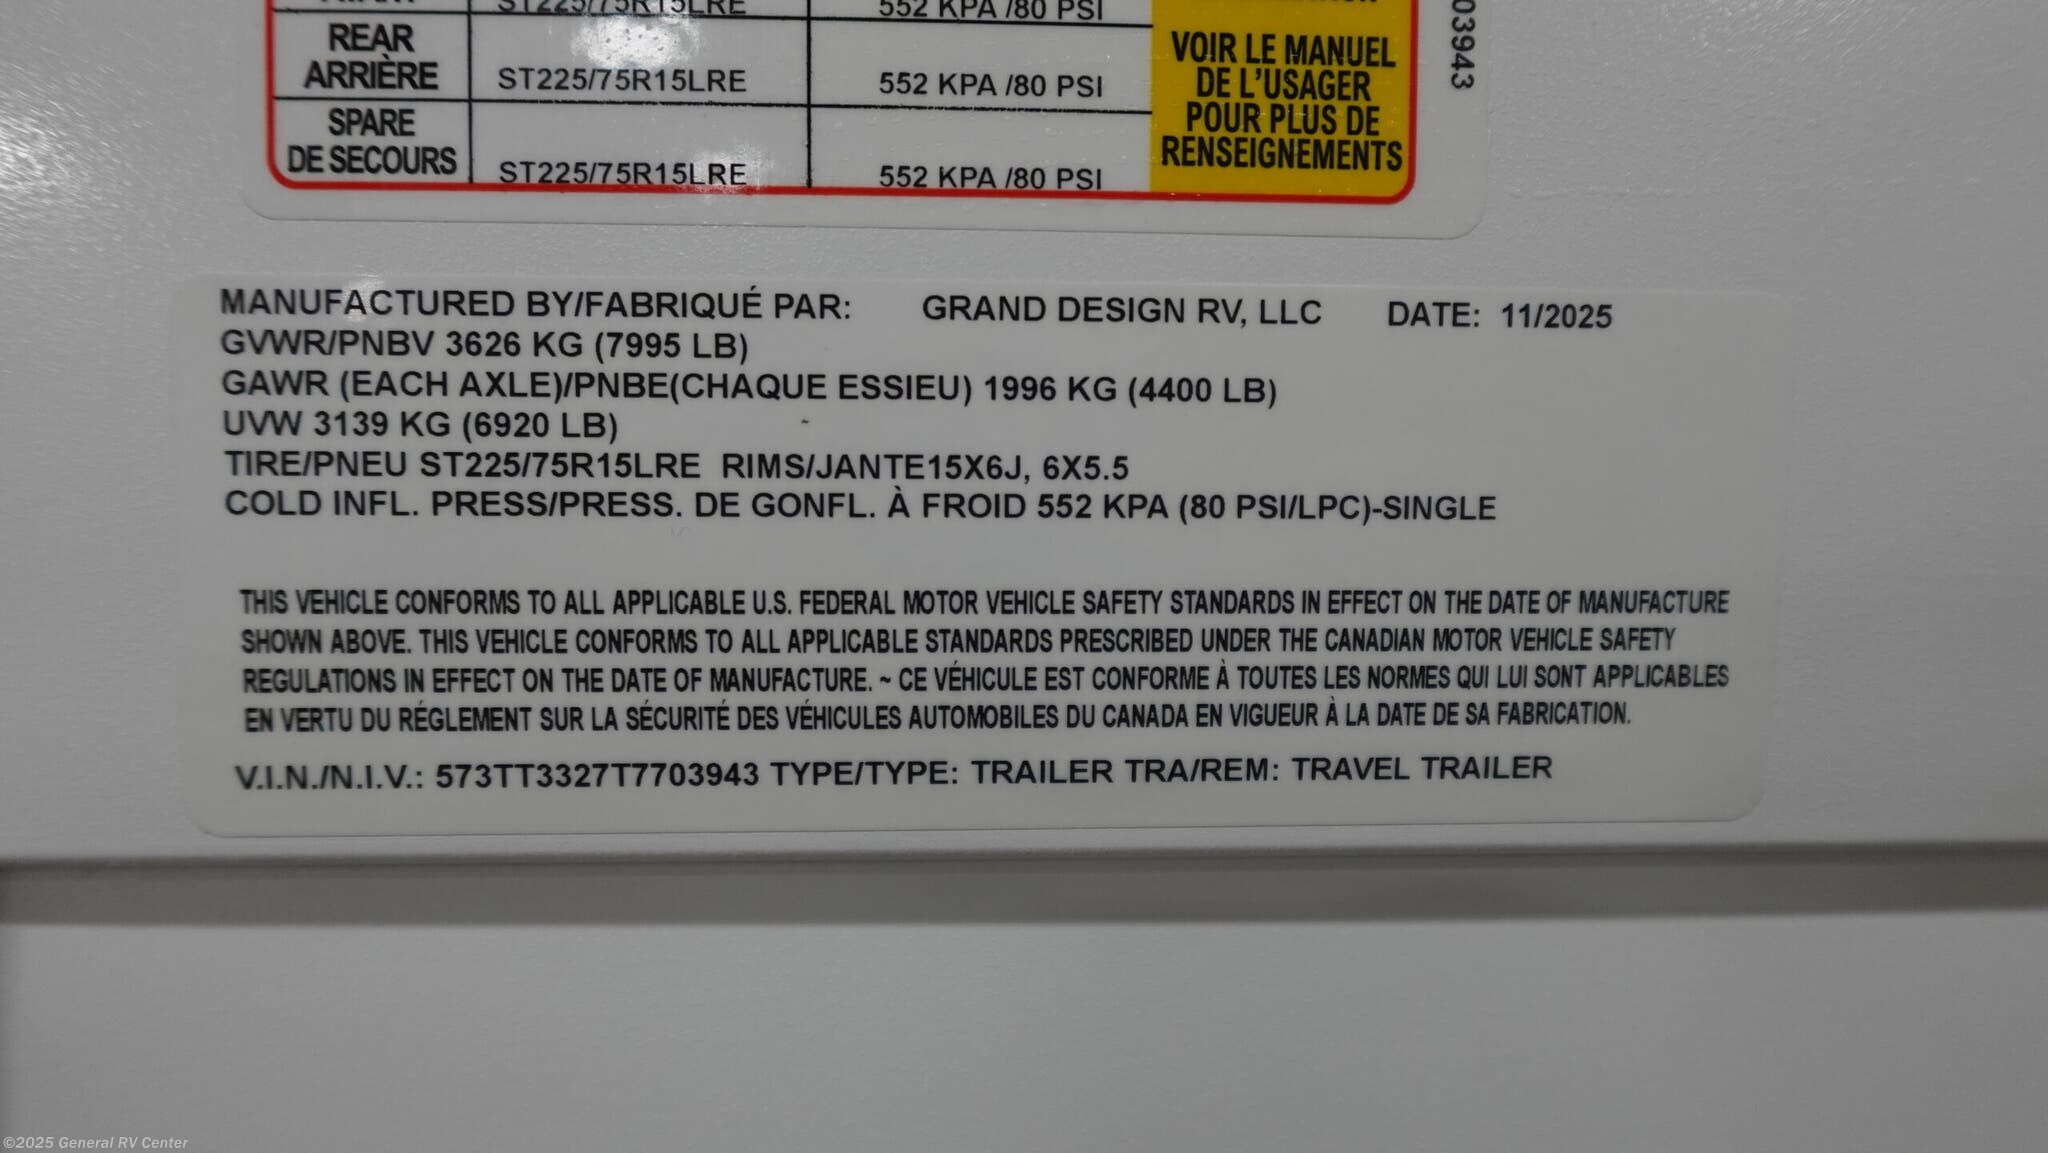 ST225/75R15LRE 552 KPA /80 PSI
REAR
ARRIÈRE ST225/75R15LRE 552 KPA /80 PSI
SPARE
DE SECOURS ST225/75R15LRE 552 KPA /80 PSI
VOIR LE MANUEL
DE L'USAGER
POUR PLUS DE
RENSEIGNEMENTS
03943
MANUFACTURED BY/FABRIQUÉ PAR: GRAND DESIGN RV, LLC DATE: 11/2025
GVWR/PNBV 3626 KG (7995 LB)
GAWR (EACH AXLE)/PNBE(CHAQUE ESSIEU) 1996 KG (4400 LB)
UVW 3139 KG (6920 LB)
TIRE/PNEU ST225/75R15LRE RIMS/JANTE15X6J, 6X5.5
COLD INFL. PRESS/PRESS. DE GONFL. À FROID 552 KPA (80 PSI/LPC)-SINGLE
THIS VEHICLE CONFORMS TO ALL APPLICABLE U.S. FEDERAL MOTOR VEHICLE SAFETY STANDARDS IN EFFECT ON THE DATE OF MANUFACTURE
SHOWN ABOVE. THIS VEHICLE CONFORMS TO ALL APPLICABLE STANDARDS PRESCRIBED UNDER THE CANADIAN MOTOR VEHICLE SAFETY
REGULATIONS IN EFFECT ON THE DATE OF MANUFACTURE. ~ CE VÉHICULE EST CONFORME À TOUTES LES NORMES QUI LUI SONT APPLICABLES
EN VERTU DU RÉGLEMENT SUR LA SÉCURITÉ DES VÉHICULES AUTOMOBILES DU CANADA EN VIGUEUR À LA DATE DE SA FABRICATION.
V.I.N./N.I.V.: 573TT3327T7703943 TYPE/TYPE: TRAILER TRA/REM: TRAVEL TRAILER
©2025 General RV Center